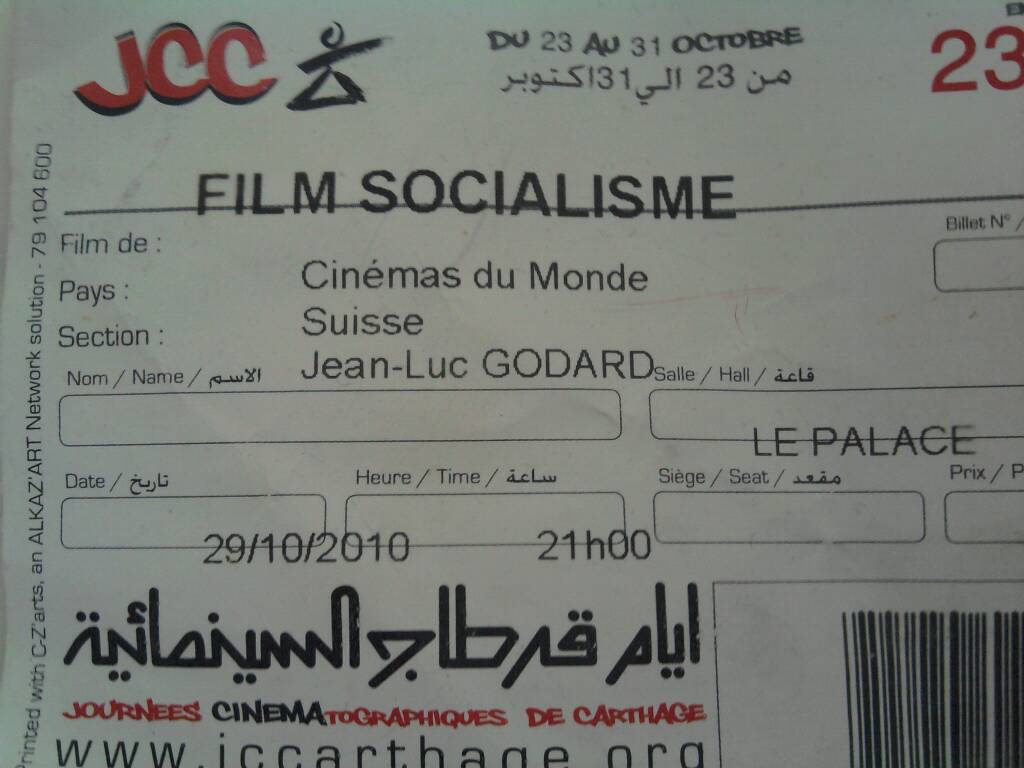 JCC
DU 23 AU 31 OCTOBRE
من 23 الي 31 اكتوبر
23
FILM SOCIALISME
Billet N° /
Film de :
Cinémas du Monde
Pays :
Suisse
Section :
Jean-Luc GODARD
Nom / Name / الاسم
Salle / Hall / قاعة
LE PALACE
Date / تاريخ
Heure / Time / ساعة
Siège / Seat / مقعد
Prix /
29/10/2010
21h00
ايام قرطاج السينمائية
JOURNEES CINEMATOGRAPHIQUES DE CARTHAGE
www.jccarthage.org
Printed with C-Z'arts, an ALKAZ'ART Network solution - 79 104 600